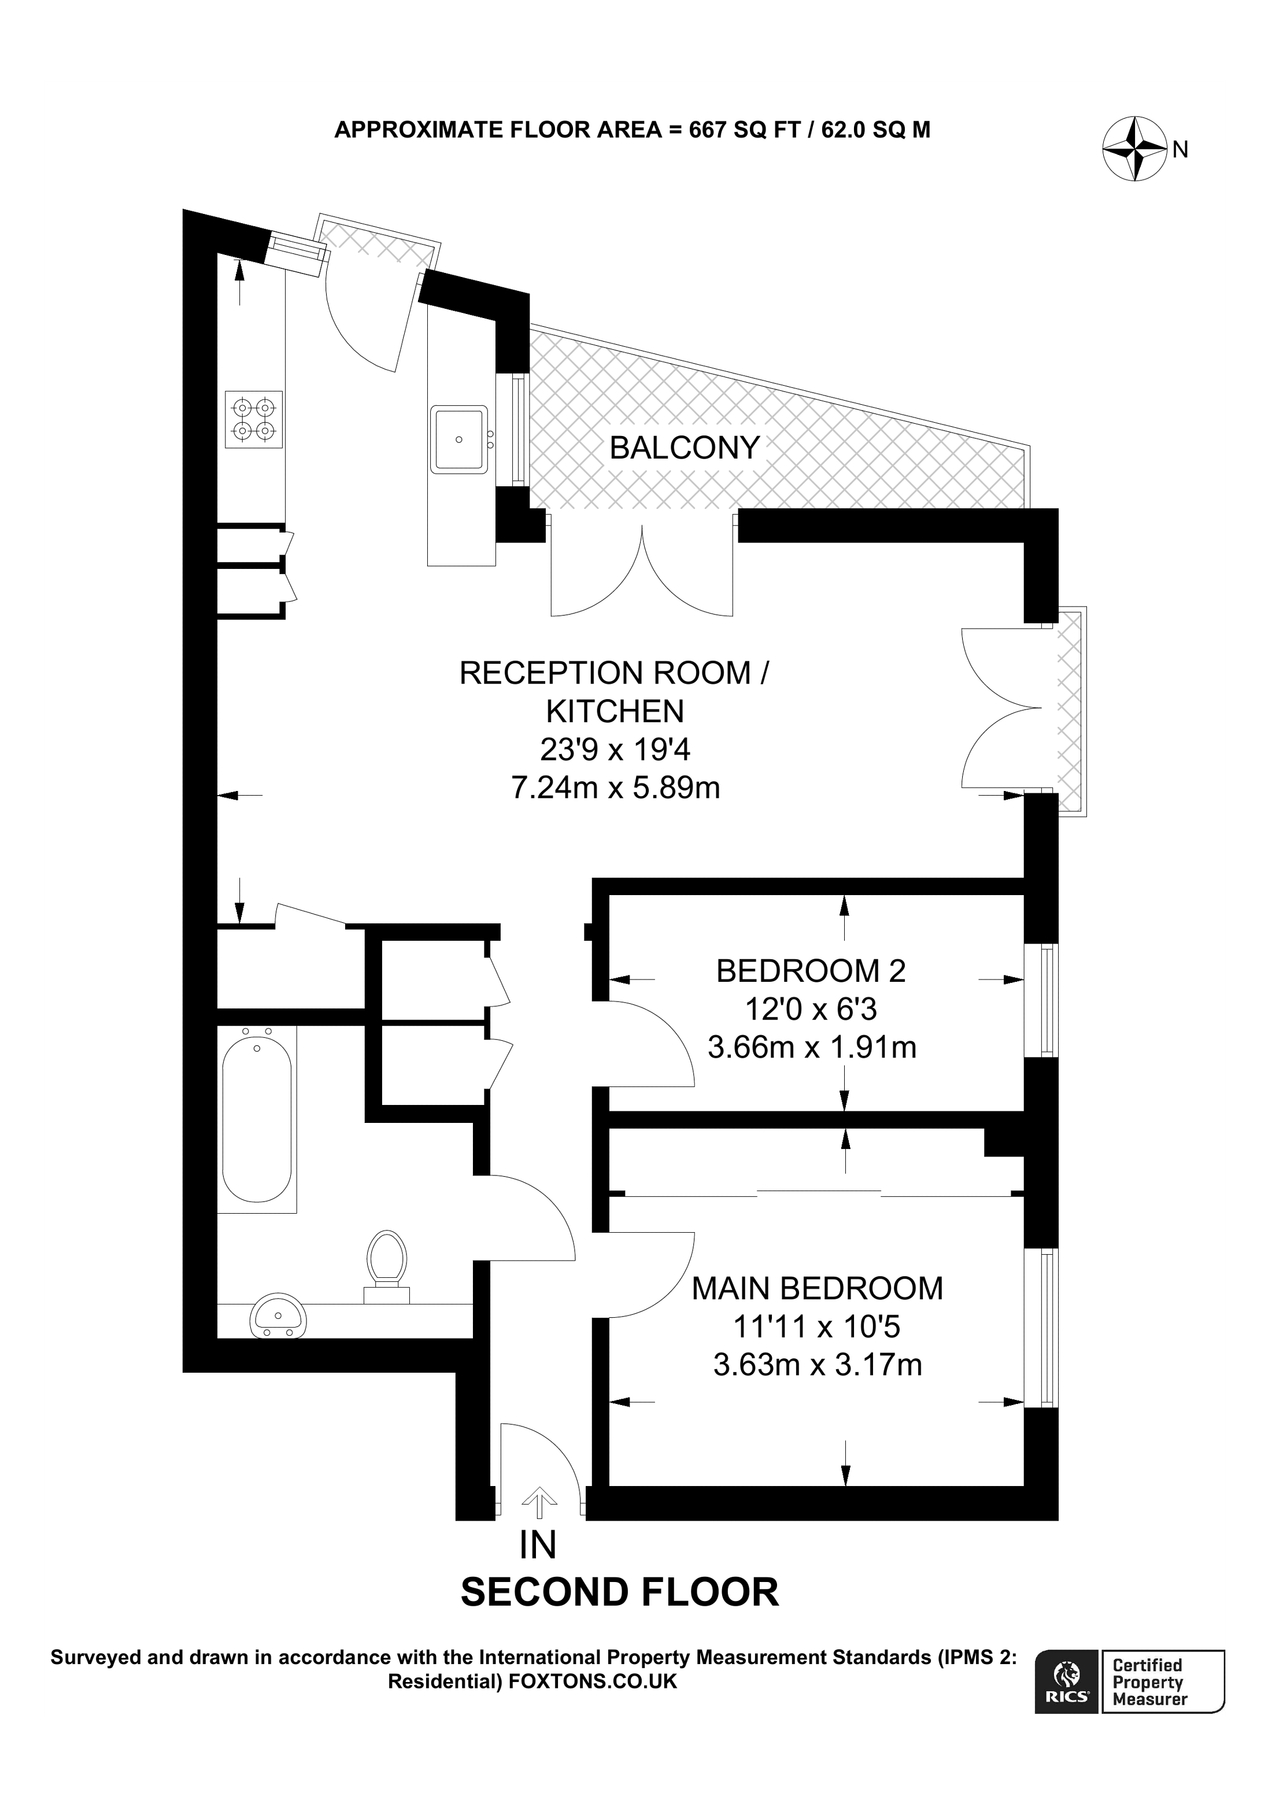 APPROXIMATE FLOOR AREA = 667 SQ FT / 62.0 SQ M
N
BALCONY
RECEPTION ROOM /
KITCHEN
23'9 x 19'4
7.24m x 5.89m
BEDROOM 2
12'0 x 6'3
3.66m x 1.91m
MAIN BEDROOM
11'11 x 10'5
3.63m x 3.17m
IN
SECOND FLOOR
Surveyed and drawn in accordance with the International Property Measurement Standards (IPMS 2:
Residential) FOXTONS.CO.UK
RICS
Certified
Property
Measurer